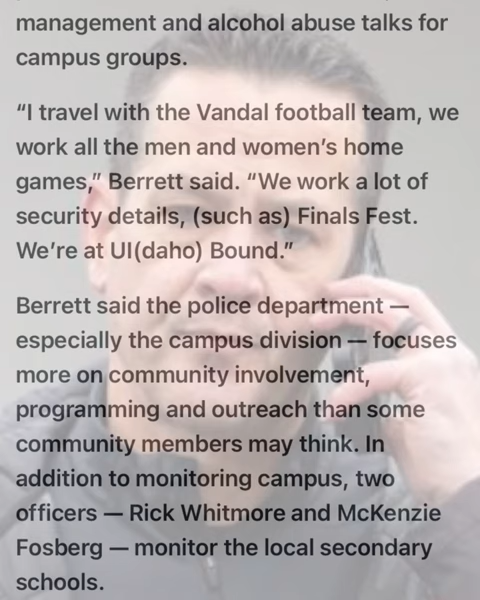 management and alcohol abuse talks for
campus groups.
“I travel with the Vandal football team, we
work all the men and women’s home
games,” Berrett said. “We work a lot of
security details, (such as) Finals Fest.
We’re at UI(daho) Bound.”
Berrett said the police department —
especially the campus division — focuses
more on community involvement,
programming and outreach than some
community members may think. In
addition to monitoring campus, two
officers — Rick Whitmore and McKenzie
Fosberg — monitor the local secondary
schools.